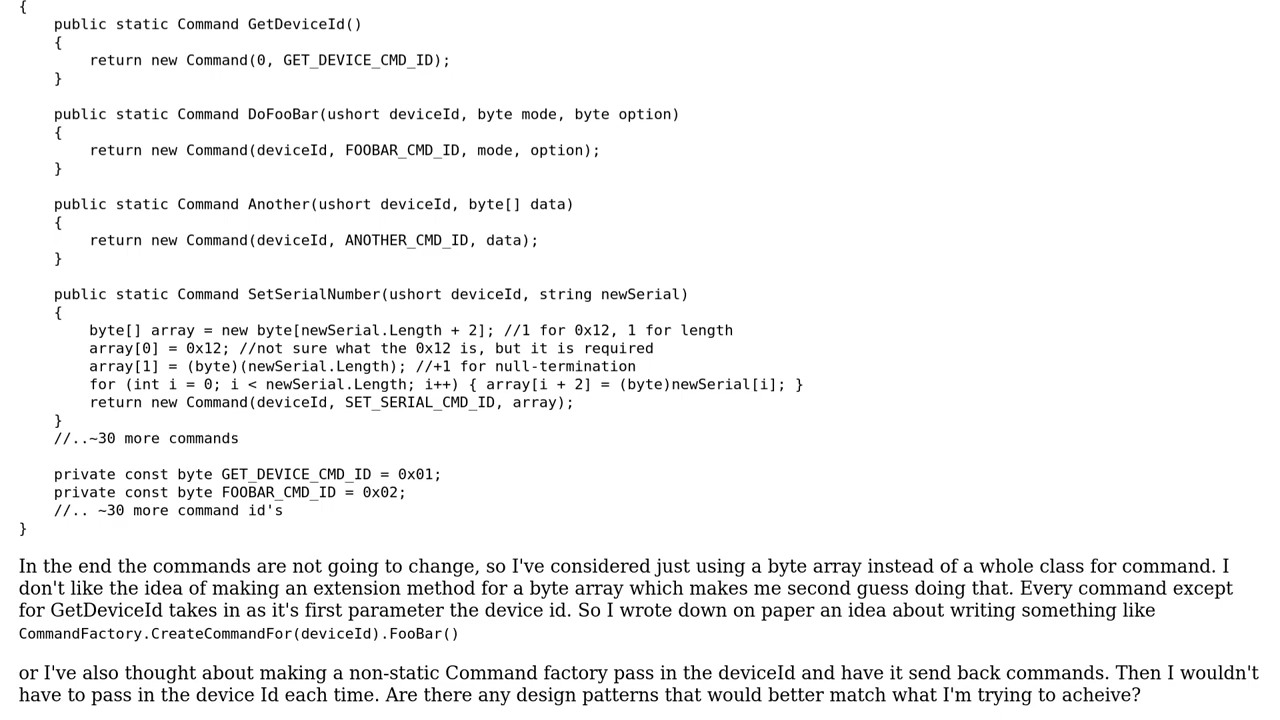 {
    public static Command GetDeviceId()
    {
        return new Command(0, GET_DEVICE_CMD_ID);
    }

    public static Command DoFooBar(ushort deviceId, byte mode, byte option)
    {
        return new Command(deviceId, FOOBAR_CMD_ID, mode, option);
    }

    public static Command Another(ushort deviceId, byte[] data)
    {
        return new Command(deviceId, ANOTHER_CMD_ID, data);
    }

    public static Command SetSerialNumber(ushort deviceId, string newSerial)
    {
        byte[] array = new byte[newSerial.Length + 2]; //1 for 0x12, 1 for length
        array[0] = 0x12; //not sure what the 0x12 is, but it is required
        array[1] = (byte)(newSerial.Length); //+1 for null-termination
        for (int i = 0; i < newSerial.Length; i++) { array[i + 2] = (byte)newSerial[i]; }
        return new Command(deviceId, SET_SERIAL_CMD_ID, array);
    }
    //..~30 more commands

    private const byte GET_DEVICE_CMD_ID = 0x01;
    private const byte FOOBAR_CMD_ID = 0x02;
    //.. ~30 more command id's
}

In the end the commands are not going to change, so I've considered just using a byte array instead of a whole class for command. I
don't like the idea of making an extension method for a byte array which makes me second guess doing that. Every command except
for GetDeviceId takes in as it's first parameter the device id. So I wrote down on paper an idea about writing something like
CommandFactory.CreateCommandFor(deviceId).FooBar()

or I've also thought about making a non-static Command factory pass in the deviceId and have it send back commands. Then I wouldn't
have to pass in the device Id each time. Are there any design patterns that would better match what I'm trying to acheive?